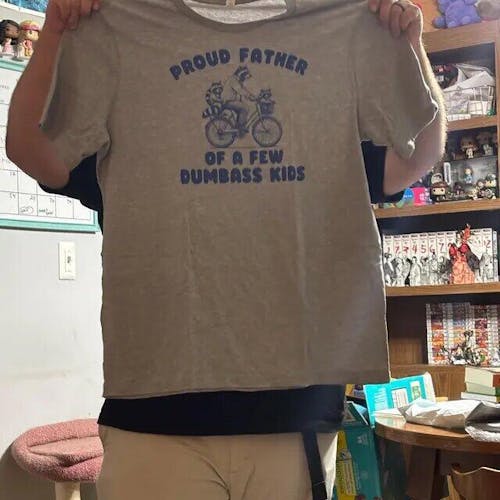 PROUD FATHER
OF A FEW
DUMBASS KIDS